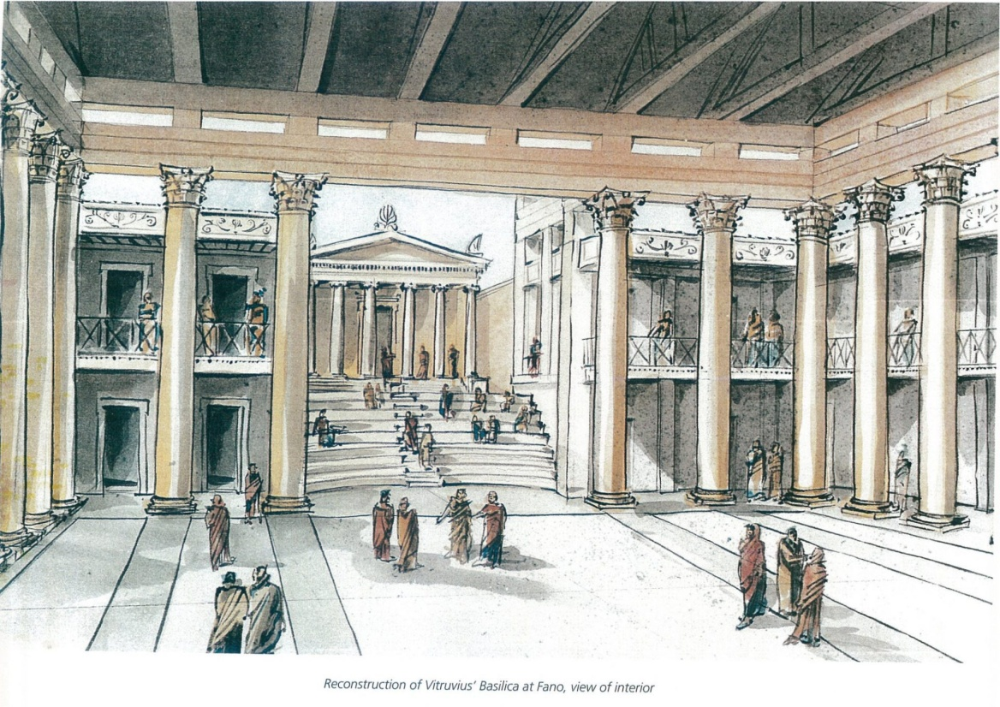 Reconstruction of Vitruvius' Basilica at Fano, view of interior